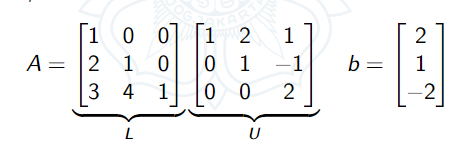 A = [1 0 0; 2 1 0; 3 4 1] [1 2 1; 0 1 −1; 0 0 2] b = [2; 1; −2]
L U